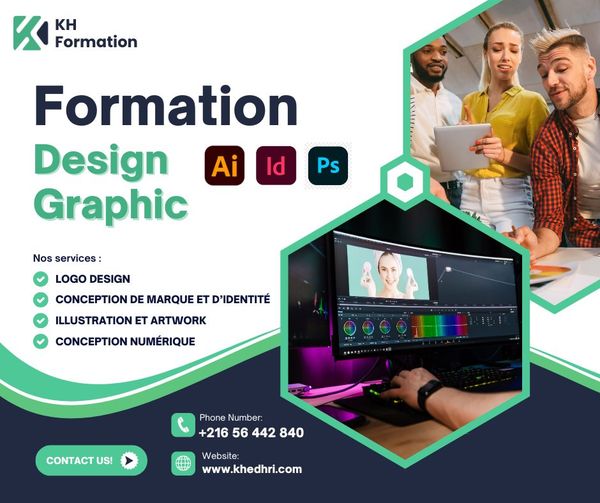 KH
Formation
Formation
Design
Graphic
Ai Id Ps
Nos services :
LOGO DESIGN
CONCEPTION DE MARQUE ET D'IDENTITÉ
ILLUSTRATION ET ARTWORK
CONCEPTION NUMÉRIQUE
Phone Number:
+216 56 442 840
CONTACT US!
Website:
www.khedhri.com